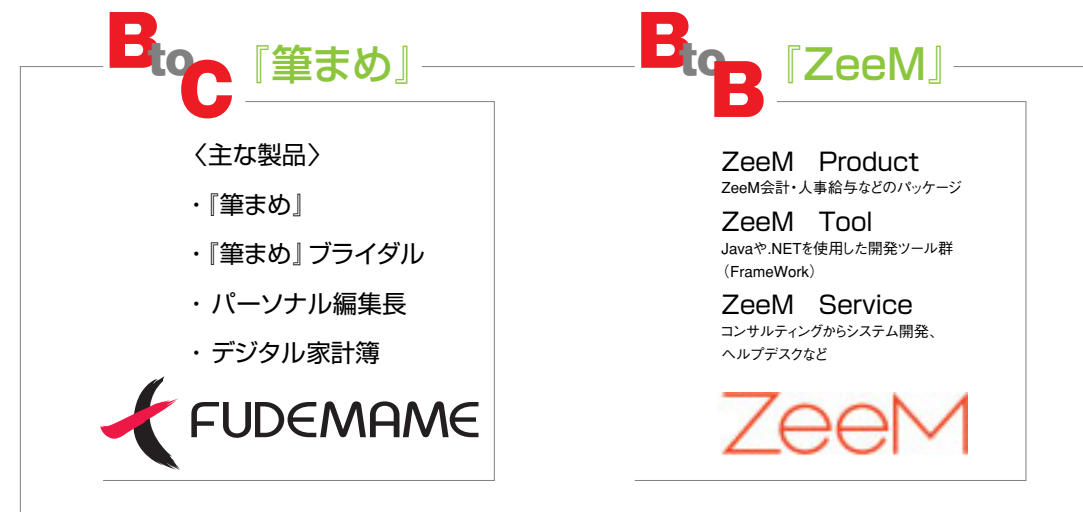 BtoC『筆まめ』
〈主な製品〉
・『筆まめ』
・『筆まめ』ブライダル
・パーソナル編集長
・デジタル家計簿
FUDEMAME
BtoB『ZeeM』
ZeeM Product
ZeeM会計・人事給与などのパッケージ
ZeeM Tool
Javaや.NETを使用した開発ツール群
（FrameWork）
ZeeM Service
コンサルティングからシステム開発、
ヘルプデスクなど
ZeeM